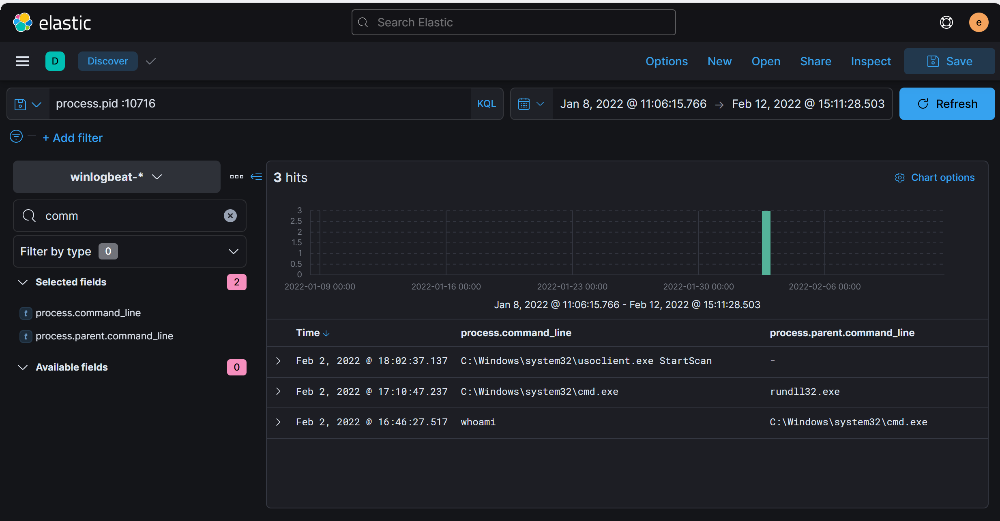 elastic
Search Elastic
e
D
Discover
Options
New
Open
Share
Inspect
Save
process.pid :10716
KQL
Jan 8, 2022 @ 11:06:15.766 → Feb 12, 2022 @ 15:11:28.503
Refresh
+ Add filter
winlogbeat-*
comm
Filter by type 0
Selected fields 2
t process.command_line
t process.parent.command_line
Available fields 0
3 hits
Chart options
3
2.5
2
1.5
1
0.5
0
2022-01-09 00:00
2022-01-16 00:00
2022-01-23 00:00
2022-01-30 00:00
2022-02-06 00:00
Jan 8, 2022 @ 11:06:15.766 - Feb 12, 2022 @ 15:11:28.503
Time process.command_line process.parent.command_line
Feb 2, 2022 @ 18:02:37.137 C:\Windows\system32\usoclient.exe StartScan -
Feb 2, 2022 @ 17:10:47.237 C:\Windows\system32\cmd.exe rundll32.exe
Feb 2, 2022 @ 16:46:27.517 whoami C:\Windows\system32\cmd.exe